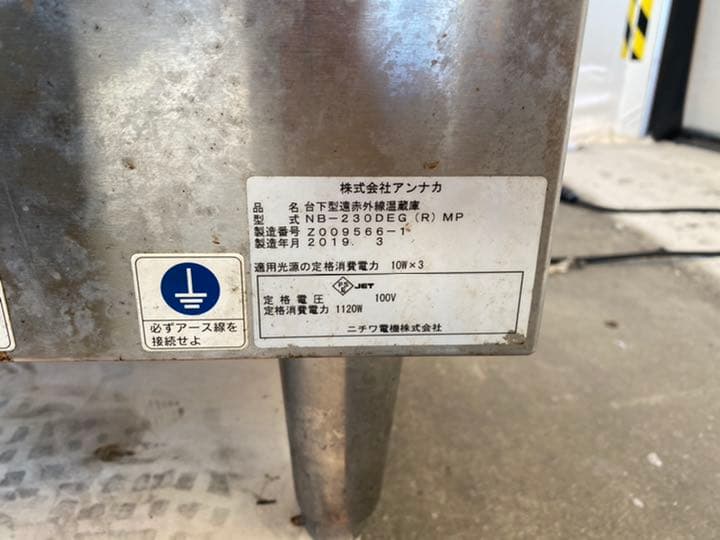 株式会社アンナカ
品 名 台下型遠赤外線温蔵庫
型 式 NB-230DEG(R)MP
製造番号 Z009566-1
製造年月 2019. 3
適用光源の定格消費電力 10W×3
PSE JET
定格電圧 100V
定格消費電力 1120W
ニチワ電機株式会社
必ずアース線を
接続せよ